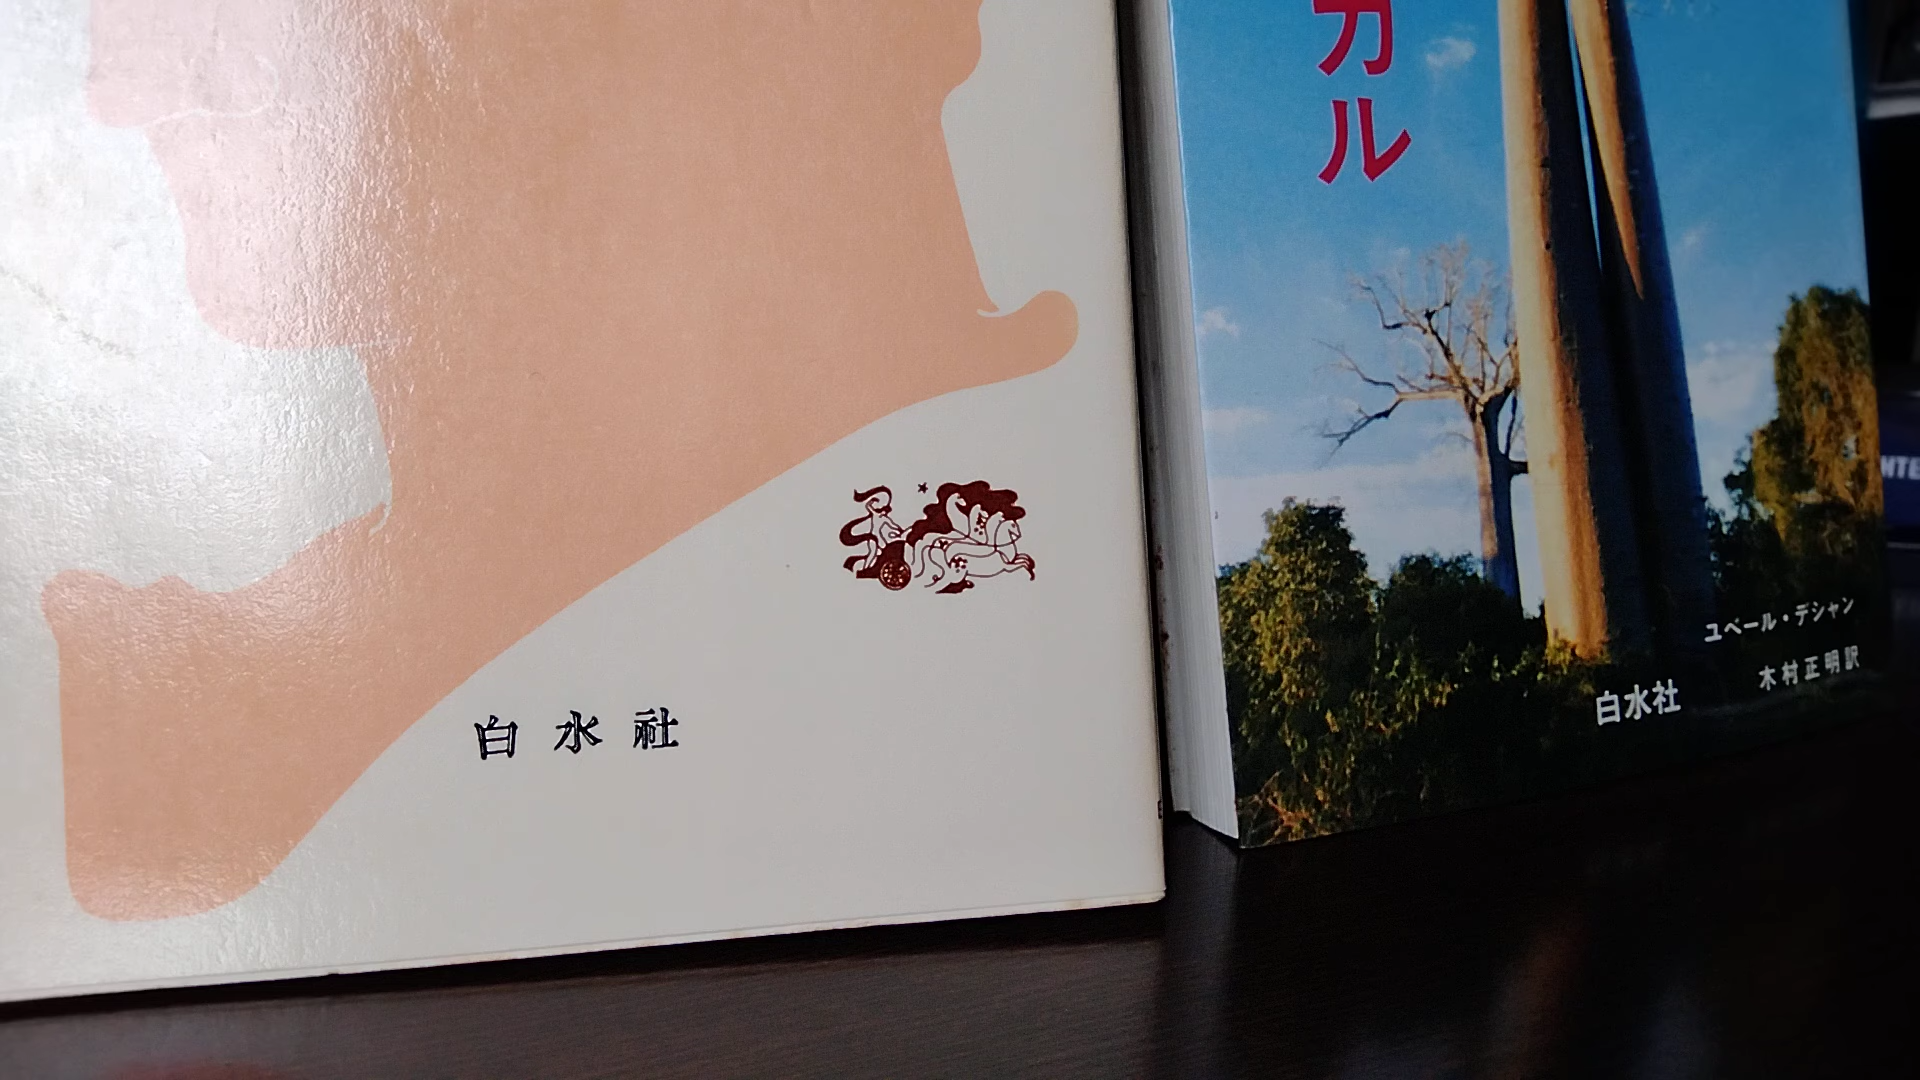 白水社
カル
ユベール・デシャン
木村正明訳
白水社